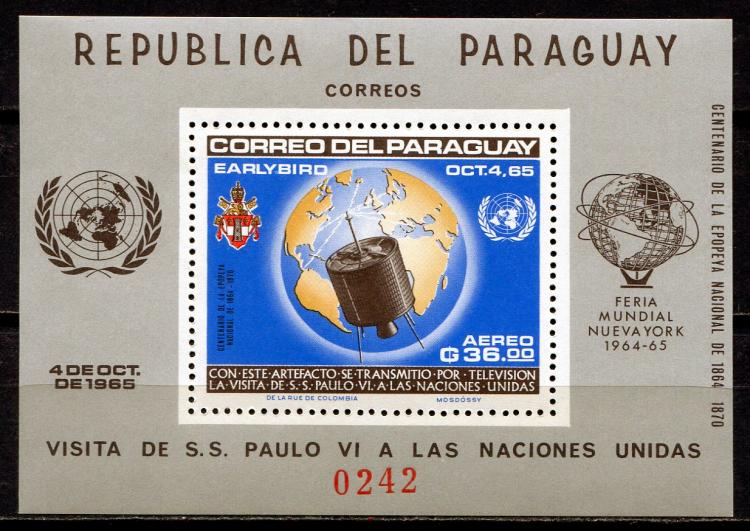 REPUBLICA DEL PARAGUAY
CORREOS
CORREO DEL PARAGUAY
EARLYBIRD
OCT.4,65
CENTENARIO DE LA EPOPEYA
NACIONAL DE 1864-1870
AEREO
₲ 36.00
CON·ESTE·ARTEFACTO·SE·TRANSMITIO·POR·TELEVISION
LA·VISITA·DE·S·S·PAULO·VI·A·LAS·NACIONES·UNIDAS
DE LA RUE DE COLOMBIA
MOSDÓSSY
4 DE OCT.
DE 1965
FERIA
MUNDIAL
NUEVA YORK
1964-65
CENTENARIO DE LA EPOPEYA NACIONAL DE 1864 1870
VISITA DE S.S. PAULO VI A LAS NACIONES UNIDAS
0242